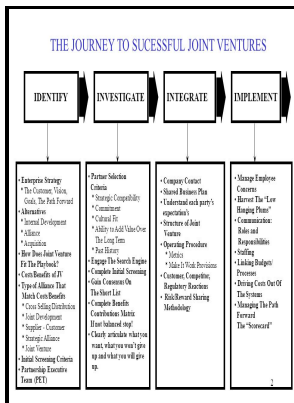 THE JOURNEY TO SUCESSFUL JOINT VENTURES
IDENTIFY
INVESTIGATE
INTEGRATE
IMPLEMENT
• Enterprise Strategy
* The Customer, Vision,
Goals, The Path Forward
• Alternatives
* Internal Development
* Alliance
* Acquisition
• How Does Joint Venture
Fit The Playbook?
• Costs/Benefits of JV
• Type of Alliance That
Match Costs/Benefits
* Cross Selling/Distribution
* Joint Development
* Supplier - Customer
* Strategic Alliance
* Joint Venture
• Initial Screening Criteria
• Partnership Executive
Team (PET)
• Partner Selection
Criteria
* Strategic Compatibility
* Commitment
* Cultural Fit
* Ability to Add Value Over
The Long Term
* Past History
• Engage The Search Engine
• Complete Initial Screening
• Gain Consensus On
The Short List
• Complete Benefits
Contributions Matrix
If not balanced stop!
• Clearly articulate what you
want, what you won't give
up and what you will give
up.
• Company Contact
• Shared Business Plan
• Understand each party's
expectation's
• Structure of Joint
Venture
• Operating Procedure
* Metrics
* Make It Work Provisions
• Customer, Competitor,
Regulatory Reactions
• Risk/Reward Sharing
Methodology
• Manage Employee
Concerns
• Harvest The "Low
Hanging Plums"
• Communication:
Roles and
Responsibilities
• Staffing
• Linking Budget/
Processes
• Driving Costs Out Of
The Systems
• Managing The Path
Forward
The "Scorecard"
2